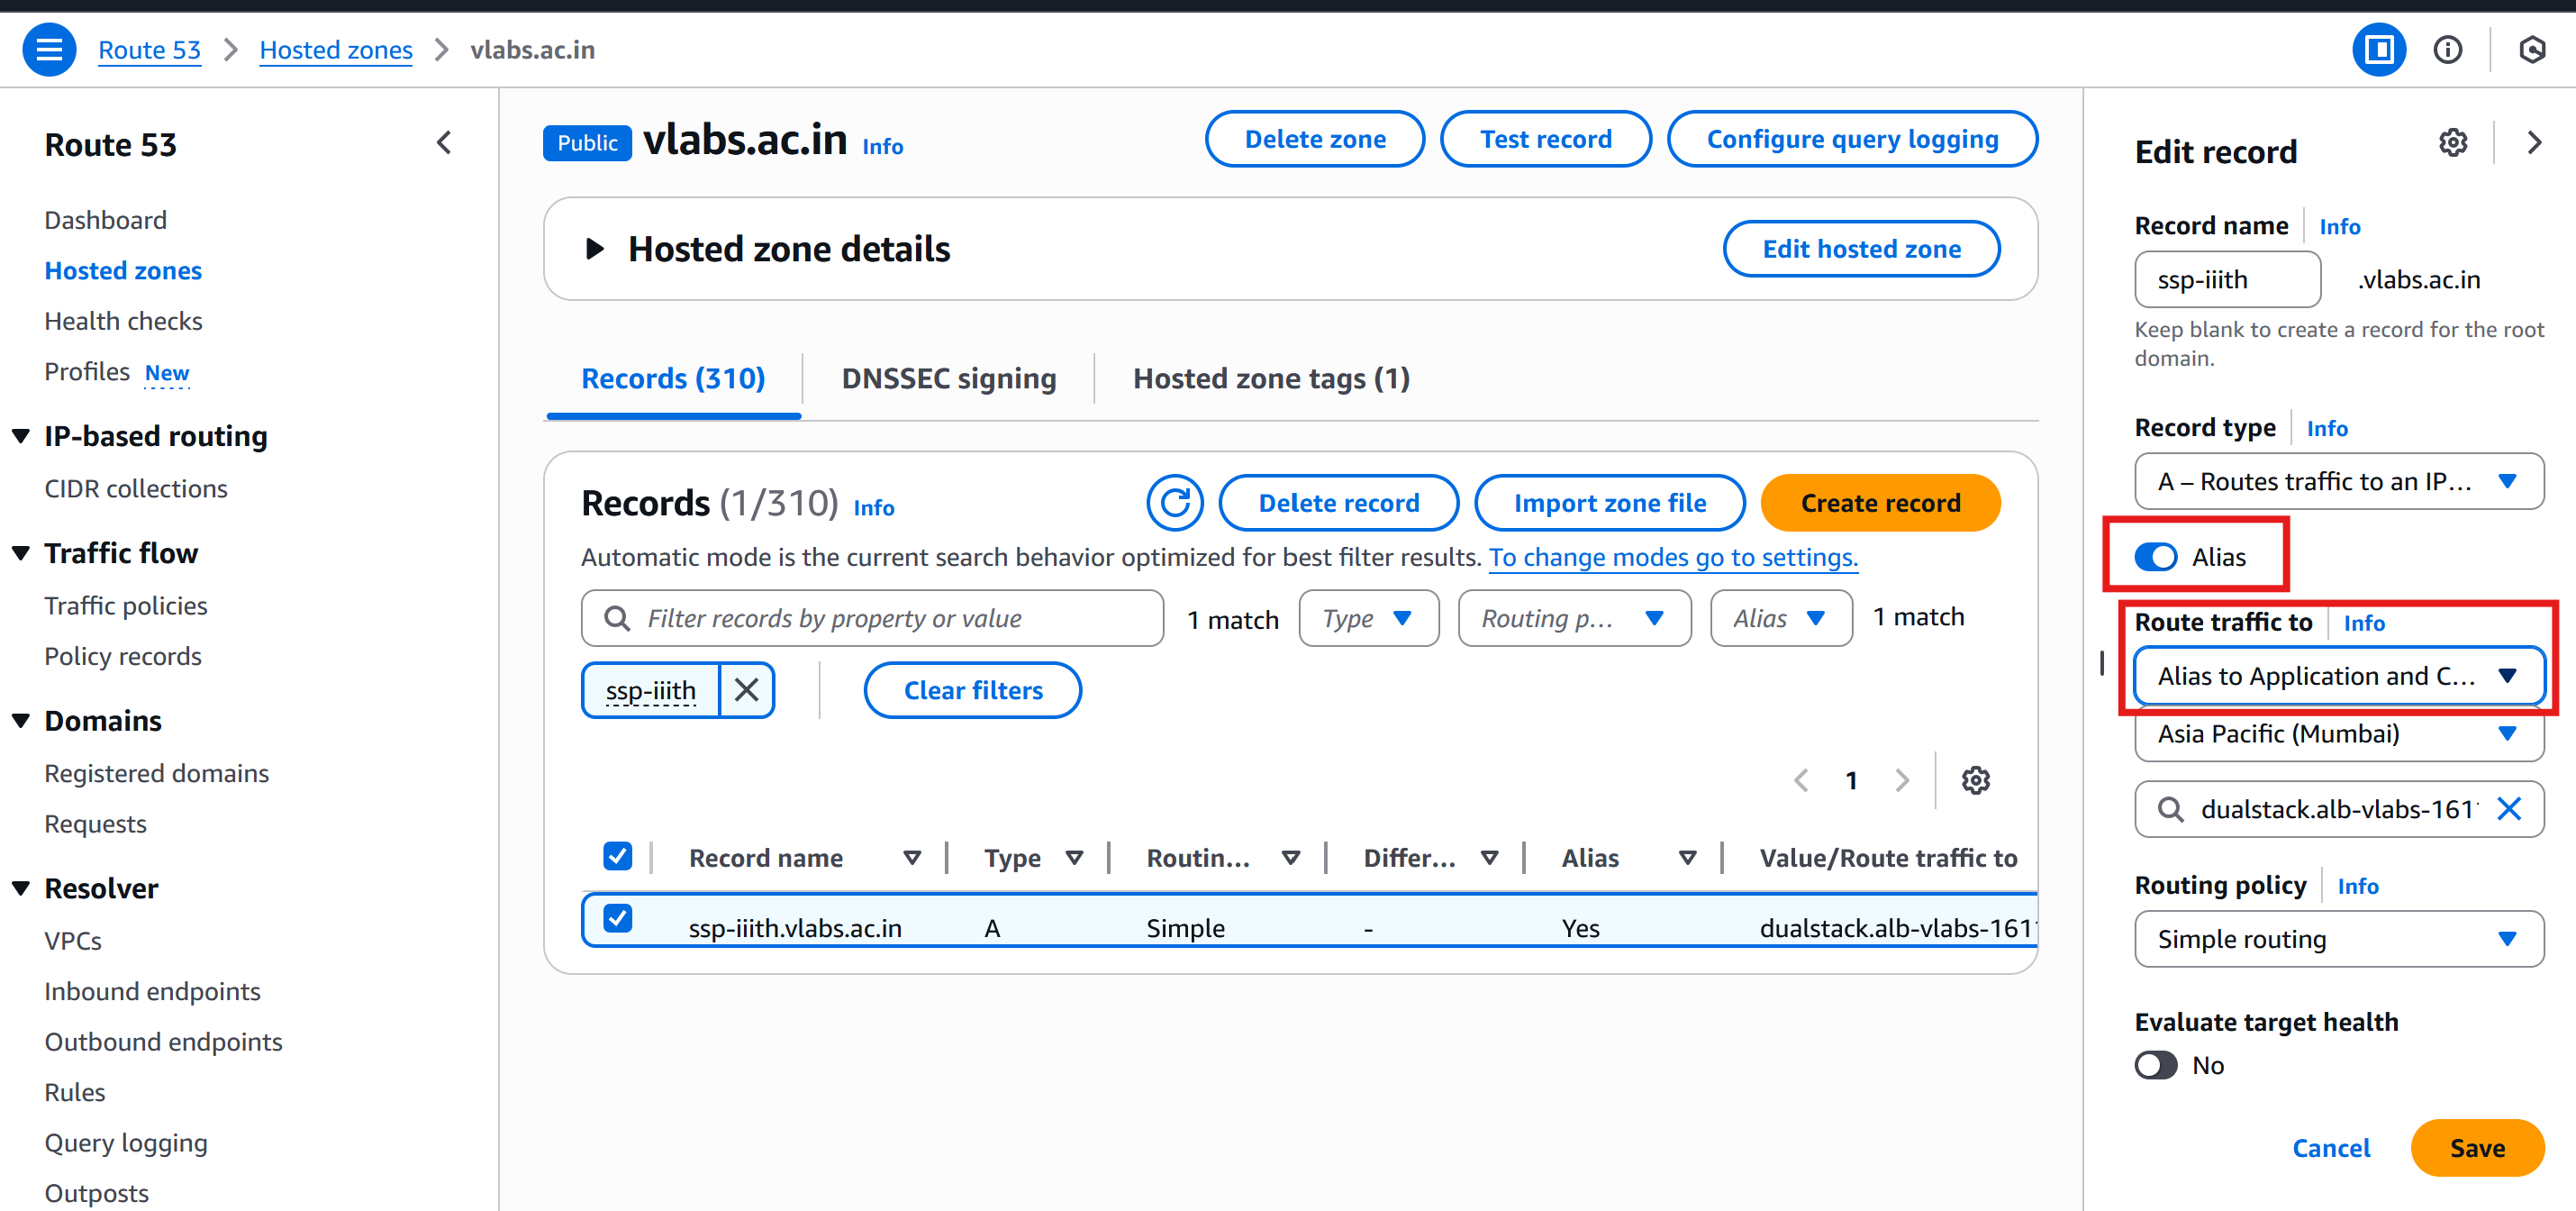 Route 53 > Hosted zones > vlabs.ac.in
Route 53
Dashboard
Hosted zones
Health checks
Profiles New
IP-based routing
CIDR collections
Traffic flow
Traffic policies
Policy records
Domains
Registered domains
Requests
Resolver
VPCs
Inbound endpoints
Outbound endpoints
Rules
Query logging
Outposts
Public vlabs.ac.in Info
Delete zone
Test record
Configure query logging
Hosted zone details
Edit hosted zone
Records (310)
DNSSEC signing
Hosted zone tags (1)
Records (1/310) Info
Delete record
Import zone file
Create record
Automatic mode is the current search behavior optimized for best filter results. To change modes go to settings.
Filter records by property or value
1 match
Type
Routing p...
Alias
1 match
ssp-iiith
Clear filters
1
Record name Type Routin... Differ... Alias Value/Route traffic to
ssp-iiith.vlabs.ac.in A Simple - Yes dualstack.alb-vlabs-161
Edit record
Record name Info
ssp-iiith .vlabs.ac.in
Keep blank to create a record for the root
domain.
Record type Info
A – Routes traffic to an IP...
Alias
Route traffic to Info
Alias to Application and C...
Asia Pacific (Mumbai)
dualstack.alb-vlabs-161
Routing policy Info
Simple routing
Evaluate target health
No
Cancel
Save